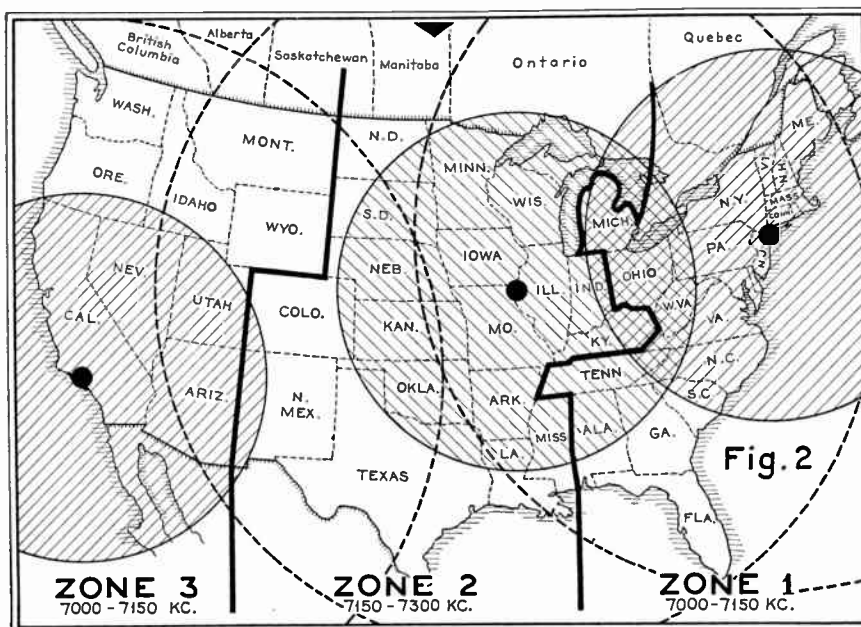 British
Columbia
Alberta
Saskatchewan
Manitoba
Ontario
Quebec
WASH.
MONT.
N.D.
MINN.
ME.
ORE.
IDAHO
WYO.
S.D.
WIS.
MICH.
N.Y.
VT.
N.H.
MASS.
CONN.
NEV.
UTAH
NEB.
IOWA
ILL.
IND.
OHIO
PA.
N.J.
CAL.
COLO.
KAN.
MO.
KY.
W.VA.
VA.
ARIZ.
N.
MEX.
OKLA.
ARK.
TENN.
N.C.
S.C.
TEXAS
LA.
MISS.
ALA.
GA.
FLA.
Fig. 2
ZONE 3
7000-7150 KC.
ZONE 2
7150-7300 KC.
ZONE 1
7000-7150 KC.